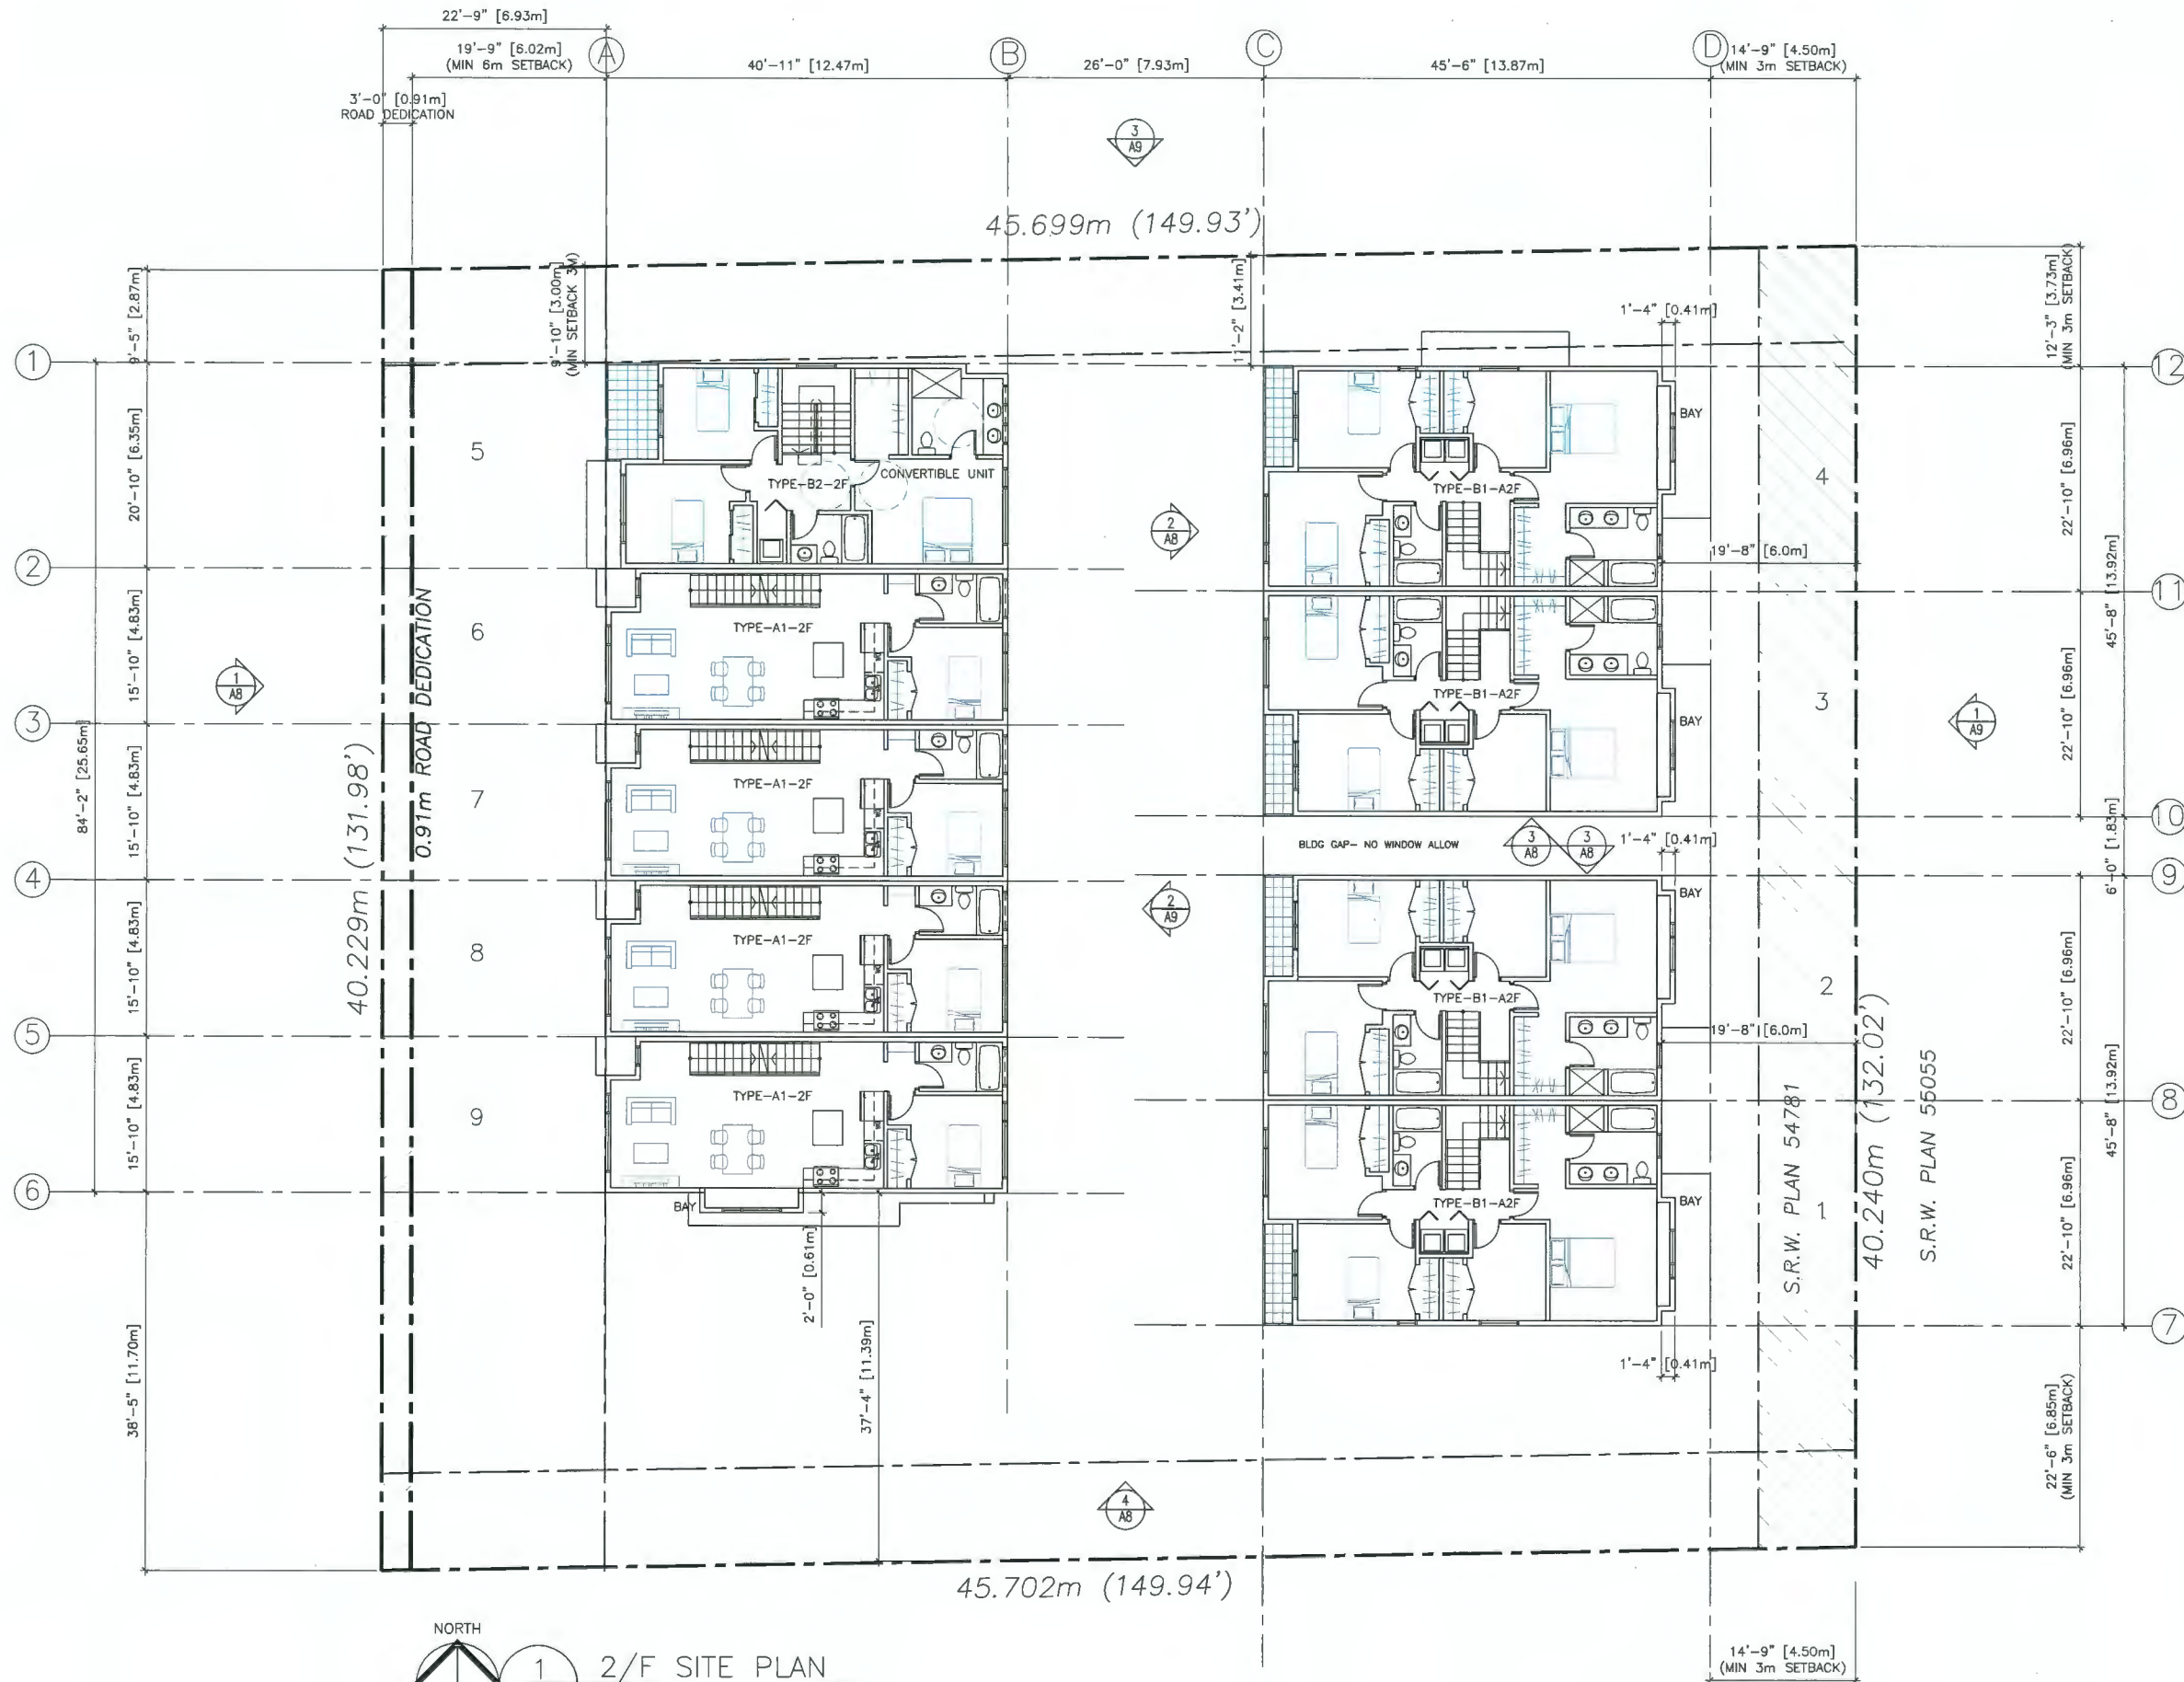 22'-9" [6.93m]
19'-9" [6.02m]
(MIN 6m SETBACK)
A
40'-11" [12.47m]
B
26'-0" [7.93m]
C
45'-6" [13.87m]
D
14'-9" [4.50m]
(MIN 3m SETBACK)
3'-0" [0.91m]
ROAD DEDICATION
3
A9
45.699m (149.93')
9'-5" [2.87m]
9'-10" [3.00m]
(MIN SETBACK 3M)
11'-2" [3.41m]
1'-4" [0.41m]
12'-3" [3.73m]
(MIN 3m SETBACK)
1
12
5
BAY
20'-10" [6.35m]
CONVERTIBLE UNIT
TYPE-B2-2F
TYPE-B1-A2F
4
22'-10" [6.96m]
2
A8
19'-8" [6.0m]
45'-8" [13.92m]
2
11
0.91m ROAD DEDICATION
6
TYPE-A1-2F
15'-10" [4.83m]
1
A8
TYPE-B1-A2F
3
BAY
22'-10" [6.96m]
1
A9
3
84'-2" [25.65m]
40.229m (131.98')
7
TYPE-A1-2F
15'-10" [4.83m]
10
BLDG GAP- NO WINDOW ALLOW
3
A8
3
A8
1'-4" [0.41m]
6'-0" [1.83m]
4
9
2
A9
BAY
8
TYPE-A1-2F
15'-10" [4.83m]
TYPE-B1-A2F
2
22'-10" [6.96m]
19'-8" [6.0m]
5
45'-8" [13.92m]
8
9
TYPE-A1-2F
15'-10" [4.83m]
S.R.W. PLAN 54781
40.240m (132.02')
S.R.W. PLAN 56055
6
BAY
TYPE-B1-A2F
BAY
1
22'-10" [6.96m]
2'-0" [0.61m]
7
38'-5" [11.70m]
37'-4" [11.39m]
1'-4" [0.41m]
22'-6" [6.85m]
(MIN 3m SETBACK)
4
A8
45.702m (149.94')
NORTH
1
2/F SITE PLAN
14'-9" [4.50m]
(MIN 3m SETBACK)